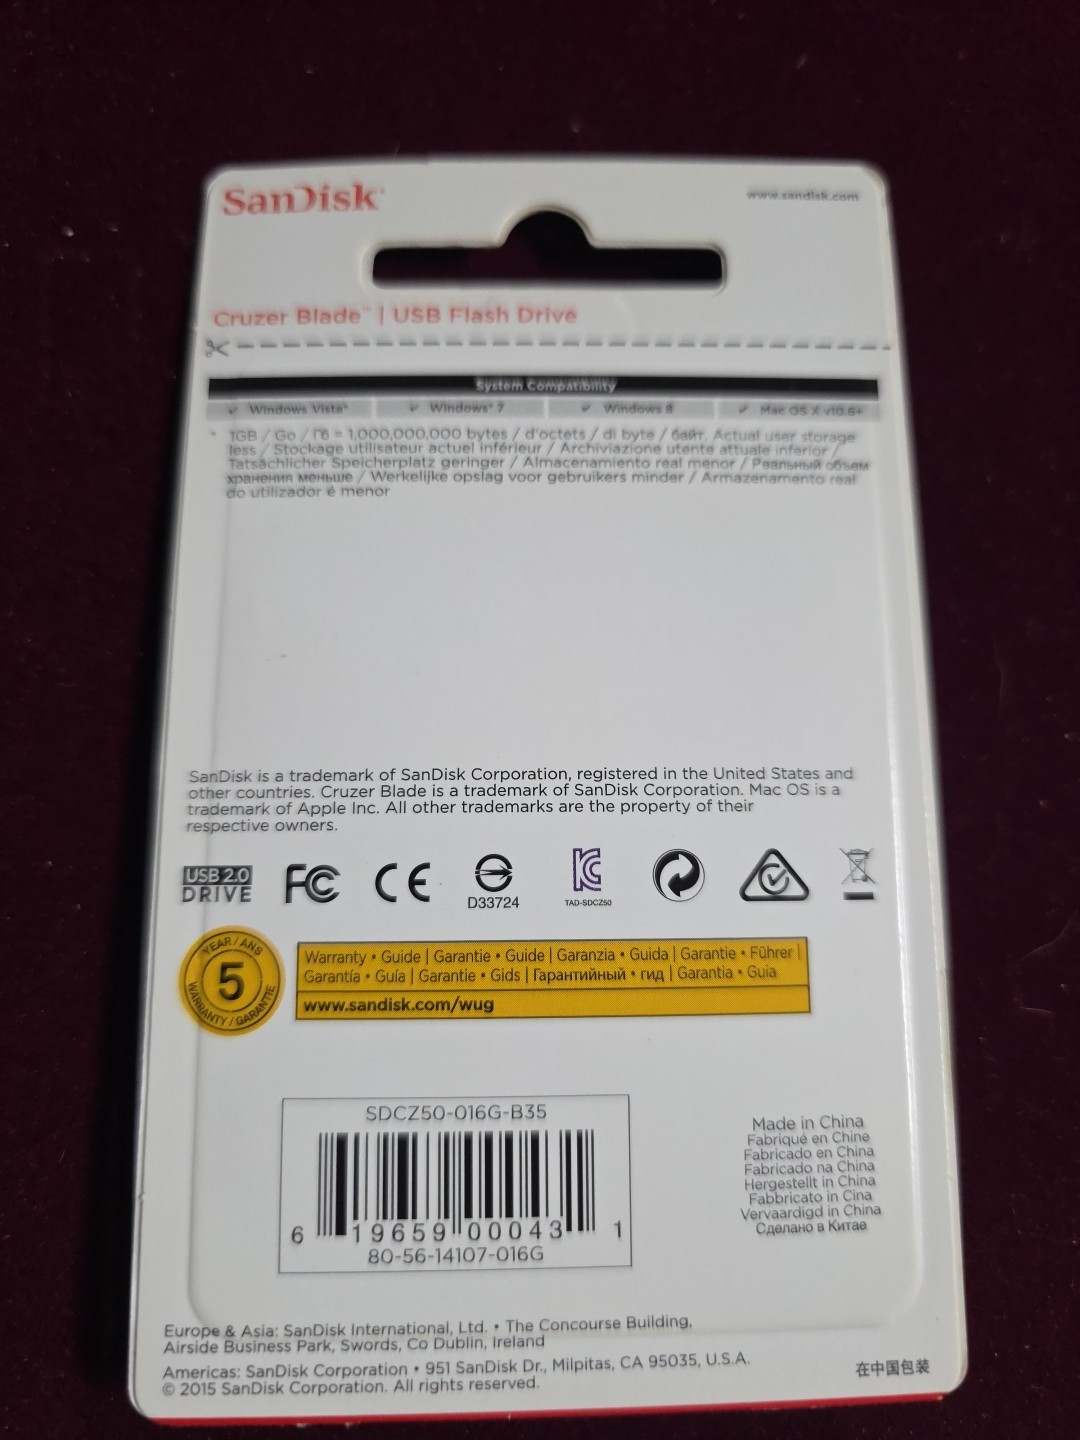 SanDisk
www.sandisk.com
Cruzer Blade™ | USB Flash Drive
System Compatibility
✓ Windows Vista®
✓ Windows® 7
✓ Windows 8
✓ Mac OS X v10.6+
* 1GB / Go / Гб = 1,000,000,000 bytes / d'octets / di byte / байт. Actual user storage
less / Stockage utilisateur actuel inférieur / Archiviazione utente attuale inferior /
Tatsächlicher Speicherplatz geringer / Almacenamiento real menor / Реальный объем
хранения меньше / Werkelijke opslag voor gebruikers minder / Armazenamento real
do utilizador é menor
SanDisk is a trademark of SanDisk Corporation, registered in the United States and
other countries. Cruzer Blade is a trademark of SanDisk Corporation. Mac OS is a
trademark of Apple Inc. All other trademarks are the property of their
respective owners.
USB 2.0
DRIVE
FC
CE
D33724
TAD-SDCZ50
YEAR / ANS
5
WARRANTY / GARANTIE
Warranty • Guide | Garantie • Guide | Garanzia • Guida | Garantie • Führer |
Garantía • Guía | Garantie • Gids | Гарантийный • гид | Garantia • Guia
www.sandisk.com/wug
SDCZ50-016G-B35
6 19659 00043 1
80-56-14107-016G
Made in China
Fabriqué en Chine
Fabricado en China
Fabricado na China
Hergestellt in China
Fabbricato in Cina
Vervaardigd in China
Сделано в Китае
Europe & Asia: SanDisk International, Ltd. • The Concourse Building,
Airside Business Park, Swords, Co Dublin, Ireland
Americas: SanDisk Corporation • 951 SanDisk Dr., Milpitas, CA 95035, U.S.A.
© 2015 SanDisk Corporation. All rights reserved.
在中国包装